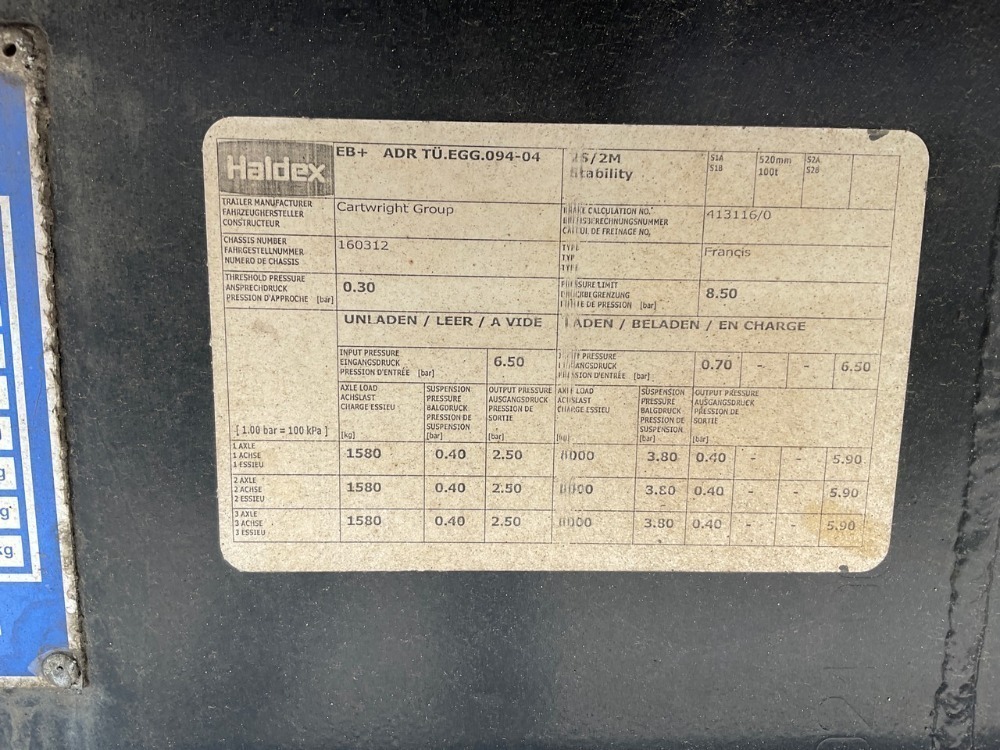 Haldex
EB+ ADR TÜ.EGG.094-04
2S/2M
Stability
S1A
S1B
520mm
100t
S2A
S2B
TRAILER MANUFACTURER
FAHRZEUGHERSTELLER
CONSTRUCTEUR
Cartwright Group
BRAKE CALCULATION NO.
413116/0
CHASSIS NUMBER
FAHRGESTELLNUMMER
NUMERO DE CHASSIS
160312
TYPE
TYP
TYPE
Francis
THRESHOLD PRESSURE
ANSPRECHDRUCK
PRESSION D'APPROCHE [bar]
0.30
PRESSURE LIMIT
DRUCKBEGRENZUNG
LIMITE DE PRESSION [bar]
8.50
UNLADEN / LEER / A VIDE
LADEN / BELADEN / EN CHARGE
INPUT PRESSURE
EINGANGSDRUCK
PRESSION D'ENTRÉE [bar]
6.50
INPUT PRESSURE
EINGANGSDRUCK
PRESSION D'ENTRÉE [bar]
0.70 - - 6.50
[ 1.00 bar = 100 kPa ]
AXLE LOAD
ACHSLAST
CHARGE ESSIEU
[kg]
SUSPENSION
PRESSURE
BALGDRUCK
PRESSION DE
SUSPENSION
[bar]
OUTPUT PRESSURE
AUSGANGSDRUCK
PRESSION DE
SORTIE
[bar]
AXLE LOAD
ACHSLAST
CHARGE ESSIEU
[kg]
SUSPENSION
PRESSURE
BALGDRUCK
PRESSION DE
SUSPENSION
[bar]
OUTPUT PRESSURE
AUSGANGSDRUCK
PRESSION DE
SORTIE
[bar]
1 AXLE
1 ACHSE
1 ESSIEU
1580 0.40 2.50 8000 3.80 0.40 - - 5.90
2 AXLE
2 ACHSE
2 ESSIEU
1580 0.40 2.50 3.80 0.40 - - 5.90
3 AXLE
3 ACHSE
3 ESSIEU
1580 0.40 2.50 8000 3.80 0.40 - - 5.90
kg